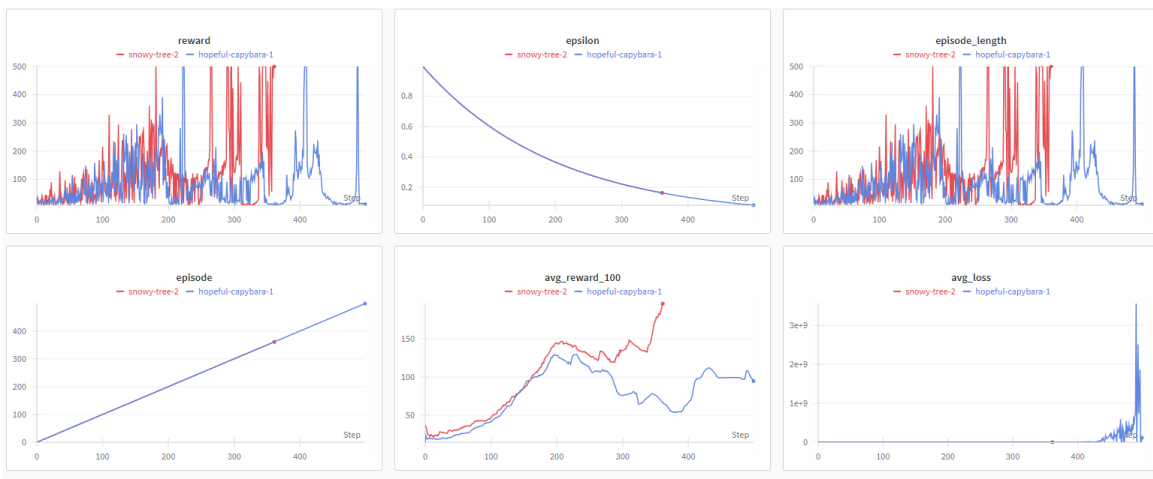 reward
snowy-tree-2 hopeful-capybara-1
500
400
300
200
100
Step
0 100 200 300 400
epsilon
snowy-tree-2 hopeful-capybara-1
0.8
0.6
0.4
0.2
Step
0 100 200 300 400
episode_length
snowy-tree-2 hopeful-capybara-1
500
400
300
200
100
Step
0 100 200 300 400
episode
snowy-tree-2 hopeful-capybara-1
400
300
200
100
0
Step
0 100 200 300 400
avg_reward_100
snowy-tree-2 hopeful-capybara-1
150
100
50
Step
0 100 200 300 400
avg_loss
snowy-tree-2 hopeful-capybara-1
3e+9
2e+9
1e+9
0
Step
0 100 200 300 400